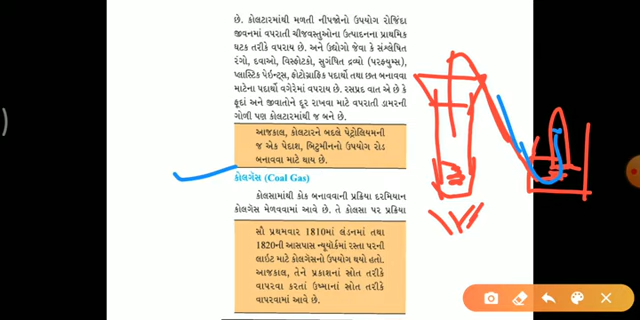 છે. કોલટારમાંથી મળતી નીપજોનો ઉપયોગ રોજિંદા
જીવનમાં વપરાતી ચીજવસ્તુઓના ઉત્પાદનના પ્રાથમિક
ઘટક તરીકે વપરાય છે. અને ઉદ્યોગો જેવા કે સંશ્લેષિત
રંગો, દવાઓ, વિસ્ફોટકો, સુગંધિત દ્રવ્યો (પરફ્યુમ્સ),
પ્લાસ્ટિક પેઇન્ટ્સ, ફોટોગ્રાફિક પદાર્થો તથા છત બનાવવા
માટેના પદાર્થો વગેરેમાં વપરાય છે. રસપ્રદ વાત એ છે કે
ફૂદાં અને જીવાતોને દૂર રાખવા માટે વપરાતી ડામરની
ગોળી પણ કોલટારમાંથી જ બને છે.
આજકાલ, કોલટારને બદલે પેટ્રોલિયમની
જ એક પેદાશ, બિટુમીનનો ઉપયોગ રોડ
બનાવવા માટે થાય છે.
કોલગૅસ (Coal Gas)
કોલસામાંથી કોક બનાવવાની પ્રક્રિયા દરમિયાન
કોલગૅસ મેળવવામાં આવે છે. તે કોલસા પર પ્રક્રિયા
સૌ પ્રથમવાર 1810માં લંડનમાં તથા
1820ની આસપાસ ન્યૂયોર્કમાં રસ્તા પરની
લાઇટ માટે કોલગૅસનો ઉપયોગ થયો હતો.
આજકાલ, તેને પ્રકાશનાં સ્રોત તરીકે
વાપરવા કરતાં ઉષ્માનાં સ્રોત તરીકે
વાપરવામાં આવે છે.